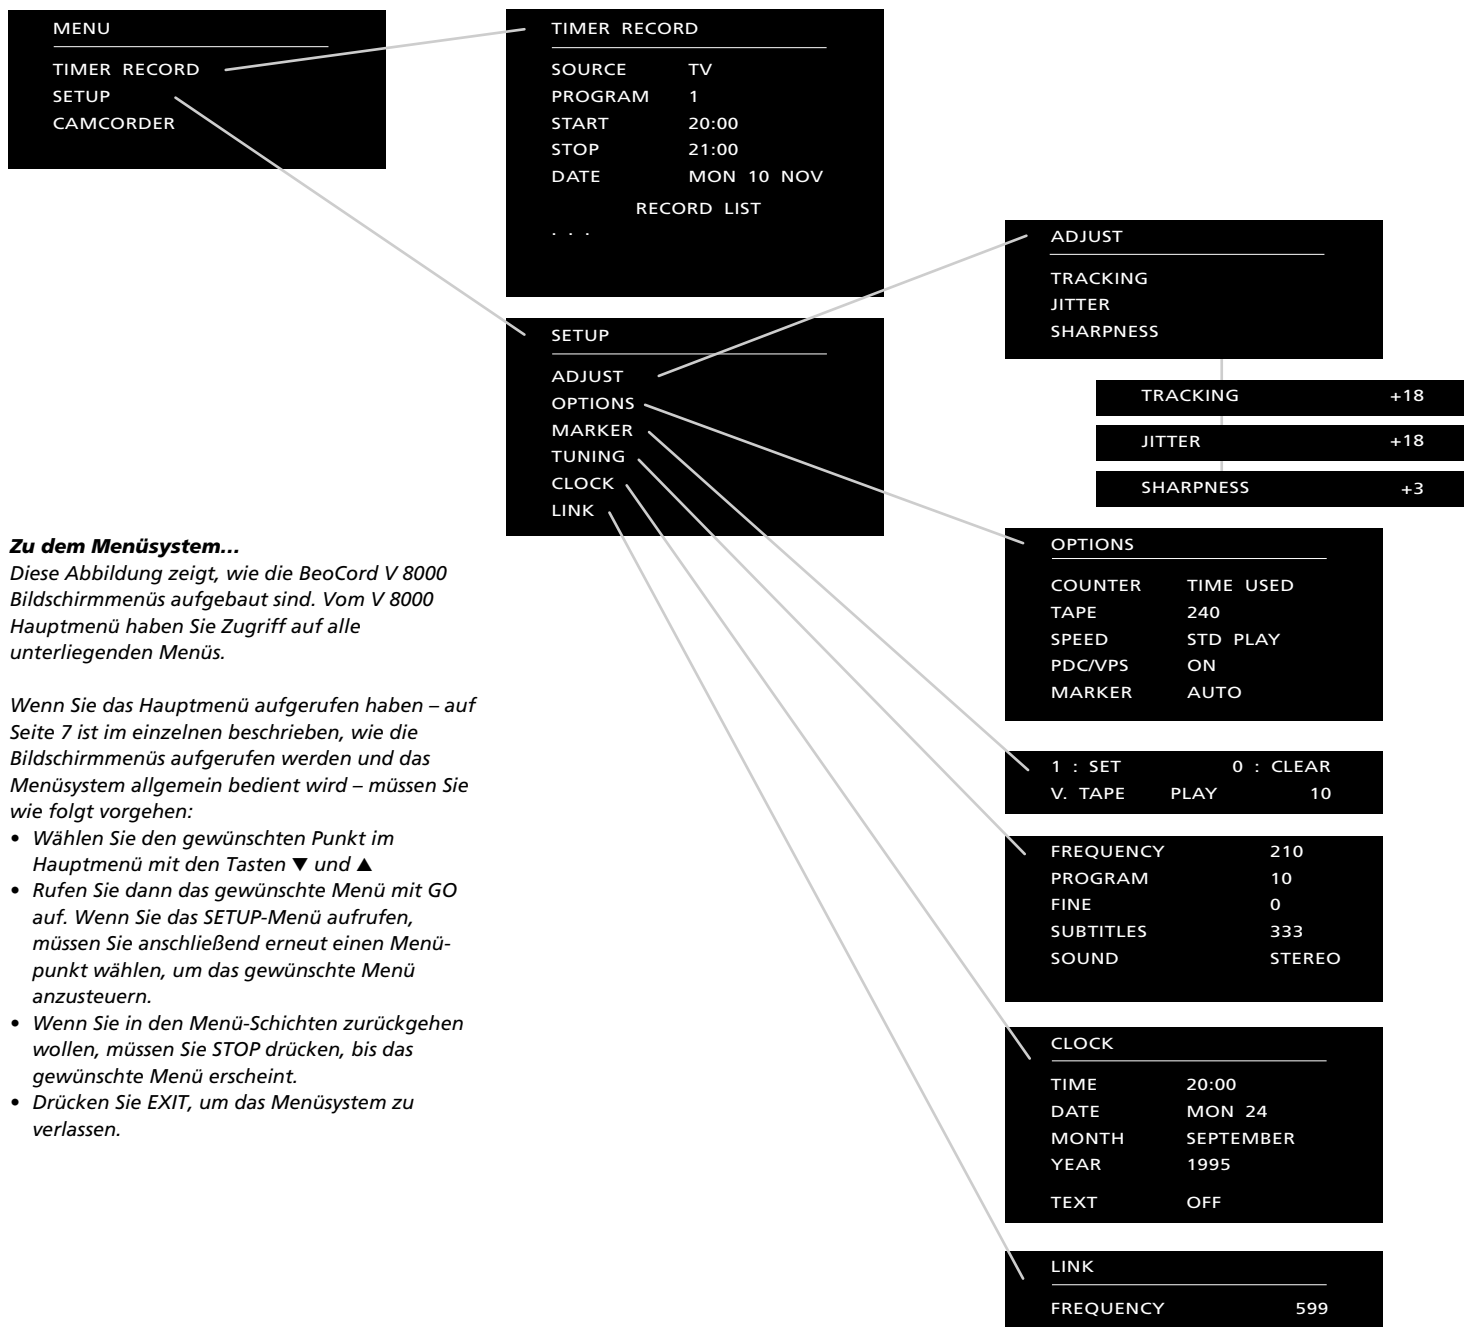 MENU
TIMER RECORD
SETUP
CAMCORDER
TIMER RECORD
SOURCE TV
PROGRAM 1
START 20:00
STOP 21:00
DATE MON 10 NOV
RECORD LIST
. . .
SETUP
ADJUST
OPTIONS
MARKER
TUNING
CLOCK
LINK
ADJUST
TRACKING
JITTER
SHARPNESS
TRACKING +18
JITTER +18
SHARPNESS +3
OPTIONS
COUNTER TIME USED
TAPE 240
SPEED STD PLAY
PDC/VPS ON
MARKER AUTO
1 : SET 0 : CLEAR
V. TAPE PLAY 10
FREQUENCY 210
PROGRAM 10
FINE 0
SUBTITLES 333
SOUND STEREO
CLOCK
TIME 20:00
DATE MON 24
MONTH SEPTEMBER
YEAR 1995
TEXT OFF
LINK
FREQUENCY 599
Zu dem Menüsystem...
Diese Abbildung zeigt, wie die BeoCord V 8000
Bildschirmmenüs aufgebaut sind. Vom V 8000
Hauptmenü haben Sie Zugriff auf alle
unterliegenden Menüs.
Wenn Sie das Hauptmenü aufgerufen haben – auf
Seite 7 ist im einzelnen beschrieben, wie die
Bildschirmmenüs aufgerufen werden und das
Menüsystem allgemein bedient wird – müssen Sie
wie folgt vorgehen:
• Wählen Sie den gewünschten Punkt im
Hauptmenü mit den Tasten ▼ und ▲
• Rufen Sie dann das gewünschte Menü mit GO
auf. Wenn Sie das SETUP-Menü aufrufen,
müssen Sie anschließend erneut einen Menü-
punkt wählen, um das gewünschte Menü
anzusteuern.
• Wenn Sie in den Menü-Schichten zurückgehen
wollen, müssen Sie STOP drücken, bis das
gewünschte Menü erscheint.
• Drücken Sie EXIT, um das Menüsystem zu
verlassen.